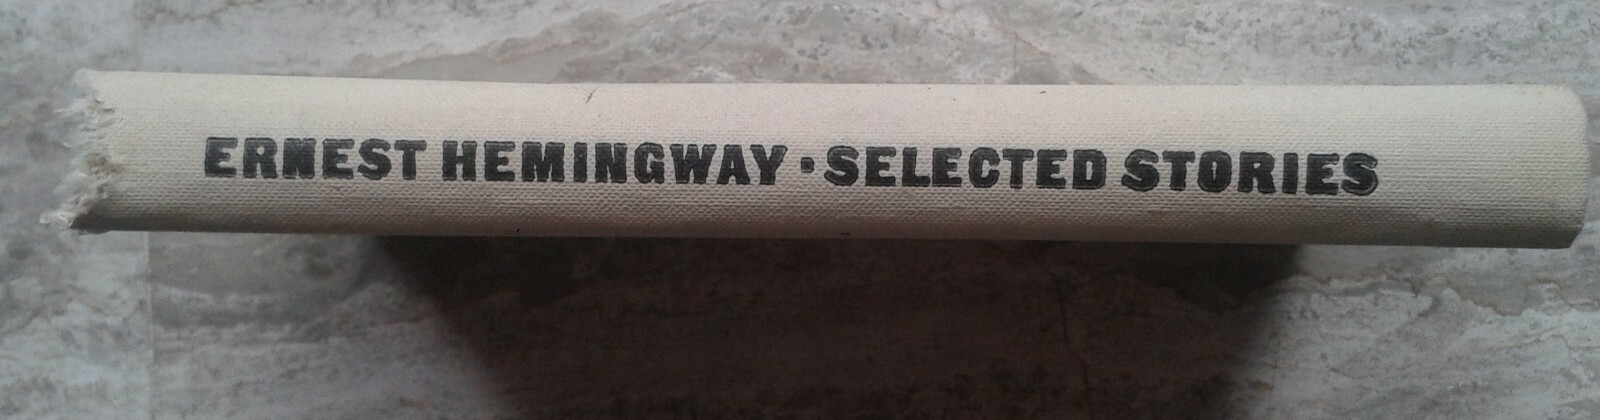 ERNEST HEMINGWAY · SELECTED STORIES